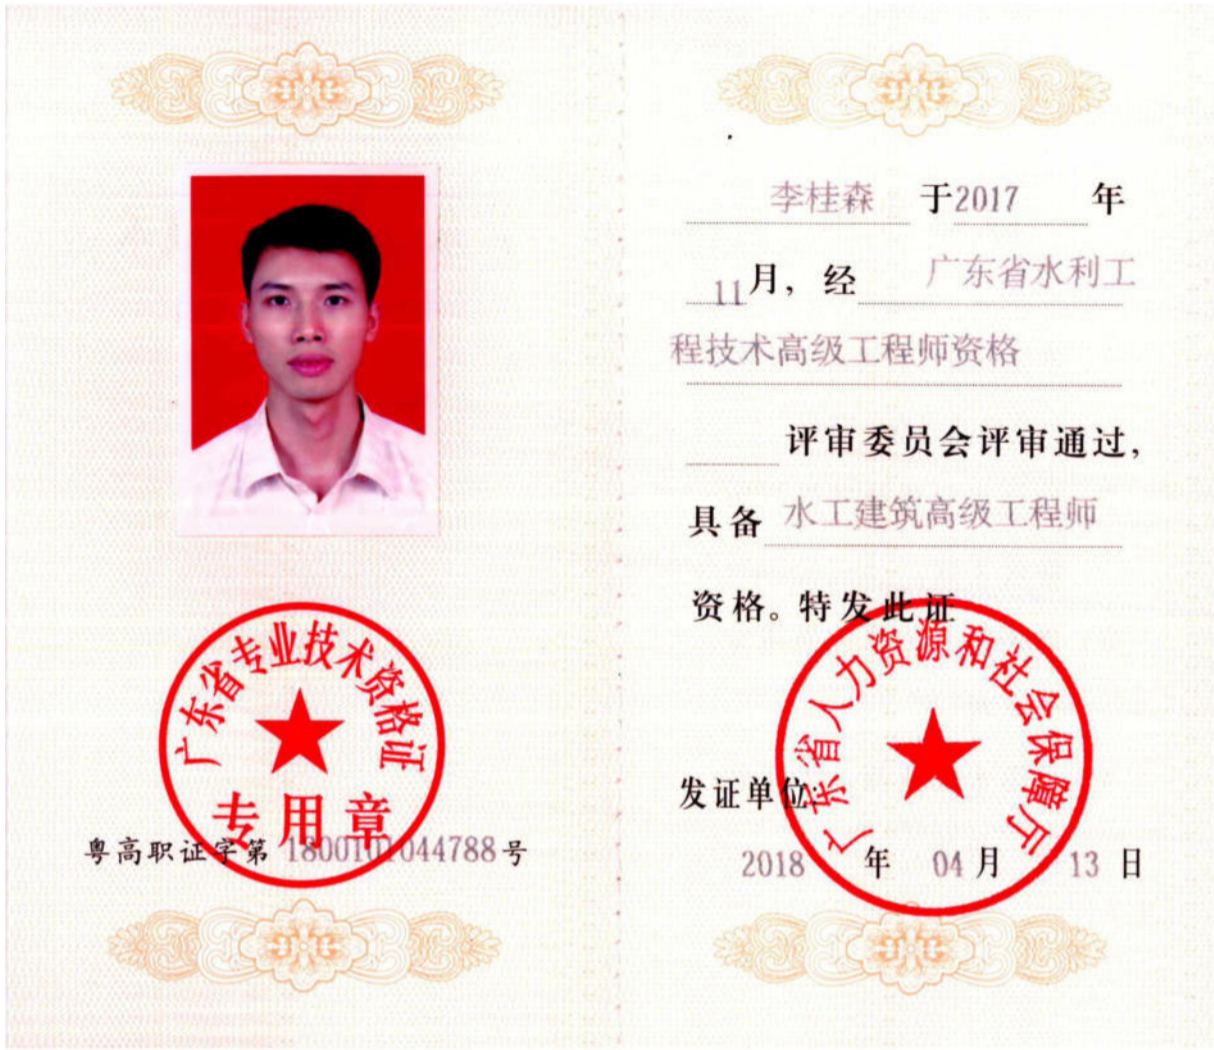 广东省专业技术资格证
专用章
粤高职证字第 1800101044788 号
李桂森 于2017 年
11月，经 广东省水利工
程技术高级工程师资格
评审委员会评审通过，
具备 水工建筑高级工程师
资格。特发此证
广东省人力资源和社会保障厅
发证单位：
2018 年 04 月 13 日